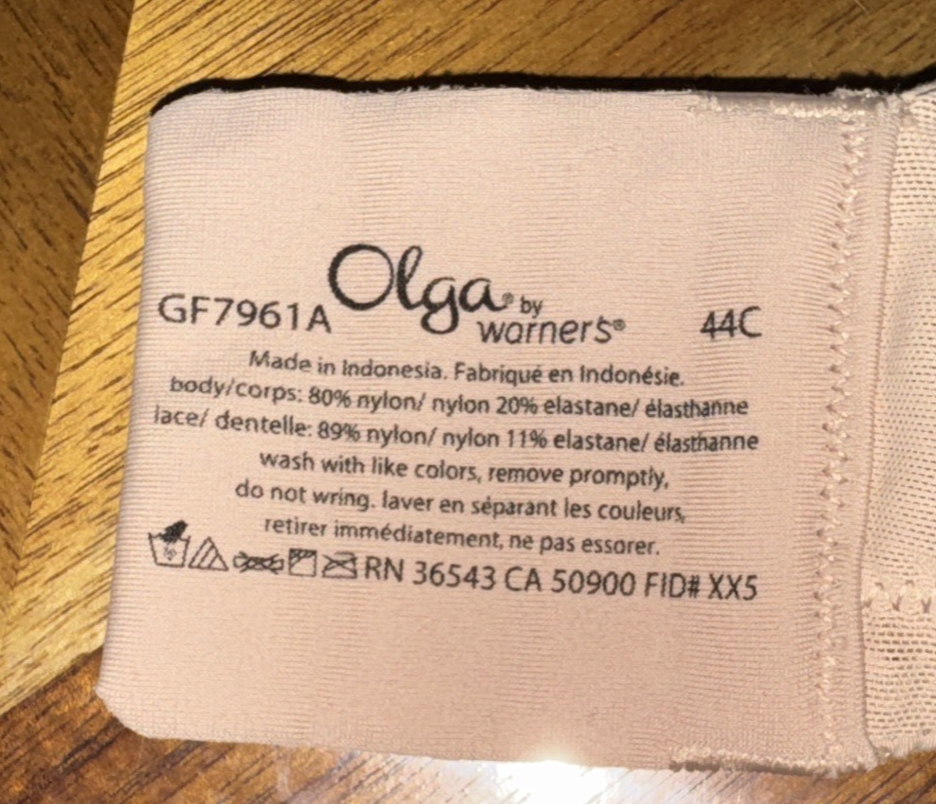 Olga® by
GF7961A warner's® 44C
Made in Indonesia. Fabriqué en Indonésie.
body/corps: 80% nylon/ nylon 20% elastane/ élasthanne
lace/ dentelle: 89% nylon/ nylon 11% elastane/ élasthanne
wash with like colors, remove promptly,
do not wring. laver en séparant les couleurs,
retirer immédiatement, ne pas essorer.
RN 36543 CA 50900 FID# XX5